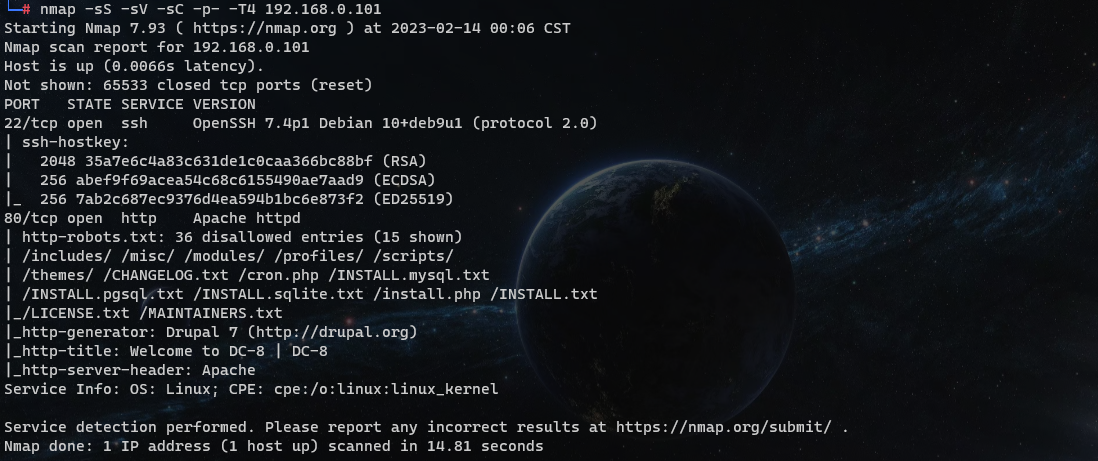 └─# nmap -sS -sV -sC -p- -T4 192.168.0.101
Starting Nmap 7.93 ( https://nmap.org ) at 2023-02-14 00:06 CST
Nmap scan report for 192.168.0.101
Host is up (0.0066s latency).
Not shown: 65533 closed tcp ports (reset)
PORT   STATE SERVICE VERSION
22/tcp open  ssh     OpenSSH 7.4p1 Debian 10+deb9u1 (protocol 2.0)
| ssh-hostkey:
|   2048 35a7e6c4a83c631de1c0caa366bc88bf (RSA)
|   256 abef9f69acea54c68c6155490ae7aad9 (ECDSA)
|_  256 7ab2c687ec9376d4ea594b1bc6e873f2 (ED25519)
80/tcp open  http    Apache httpd
| http-robots.txt: 36 disallowed entries (15 shown)
| /includes/ /misc/ /modules/ /profiles/ /scripts/
| /themes/ /CHANGELOG.txt /cron.php /INSTALL.mysql.txt
| /INSTALL.pgsql.txt /INSTALL.sqlite.txt /install.php /INSTALL.txt
|_/LICENSE.txt /MAINTAINERS.txt
|_http-generator: Drupal 7 (http://drupal.org)
|_http-title: Welcome to DC-8 | DC-8
|_http-server-header: Apache
Service Info: OS: Linux; CPE: cpe:/o:linux:linux_kernel

Service detection performed. Please report any incorrect results at https://nmap.org/submit/ .
Nmap done: 1 IP address (1 host up) scanned in 14.81 seconds